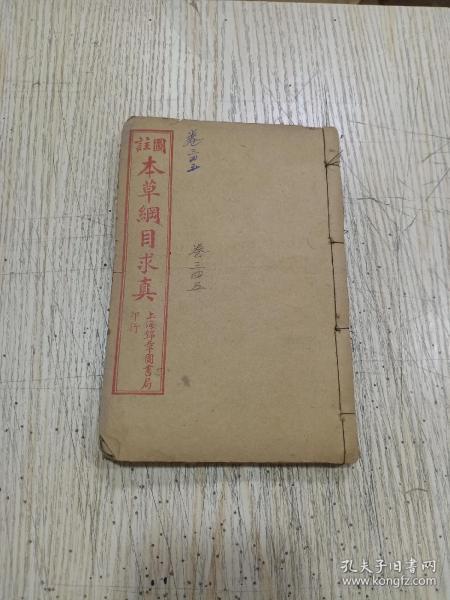 圖註
本草綱目求真
上海錦章圖書局
印行
卷三四五
卷三四五
孔夫子旧书网
www.kongfz.com